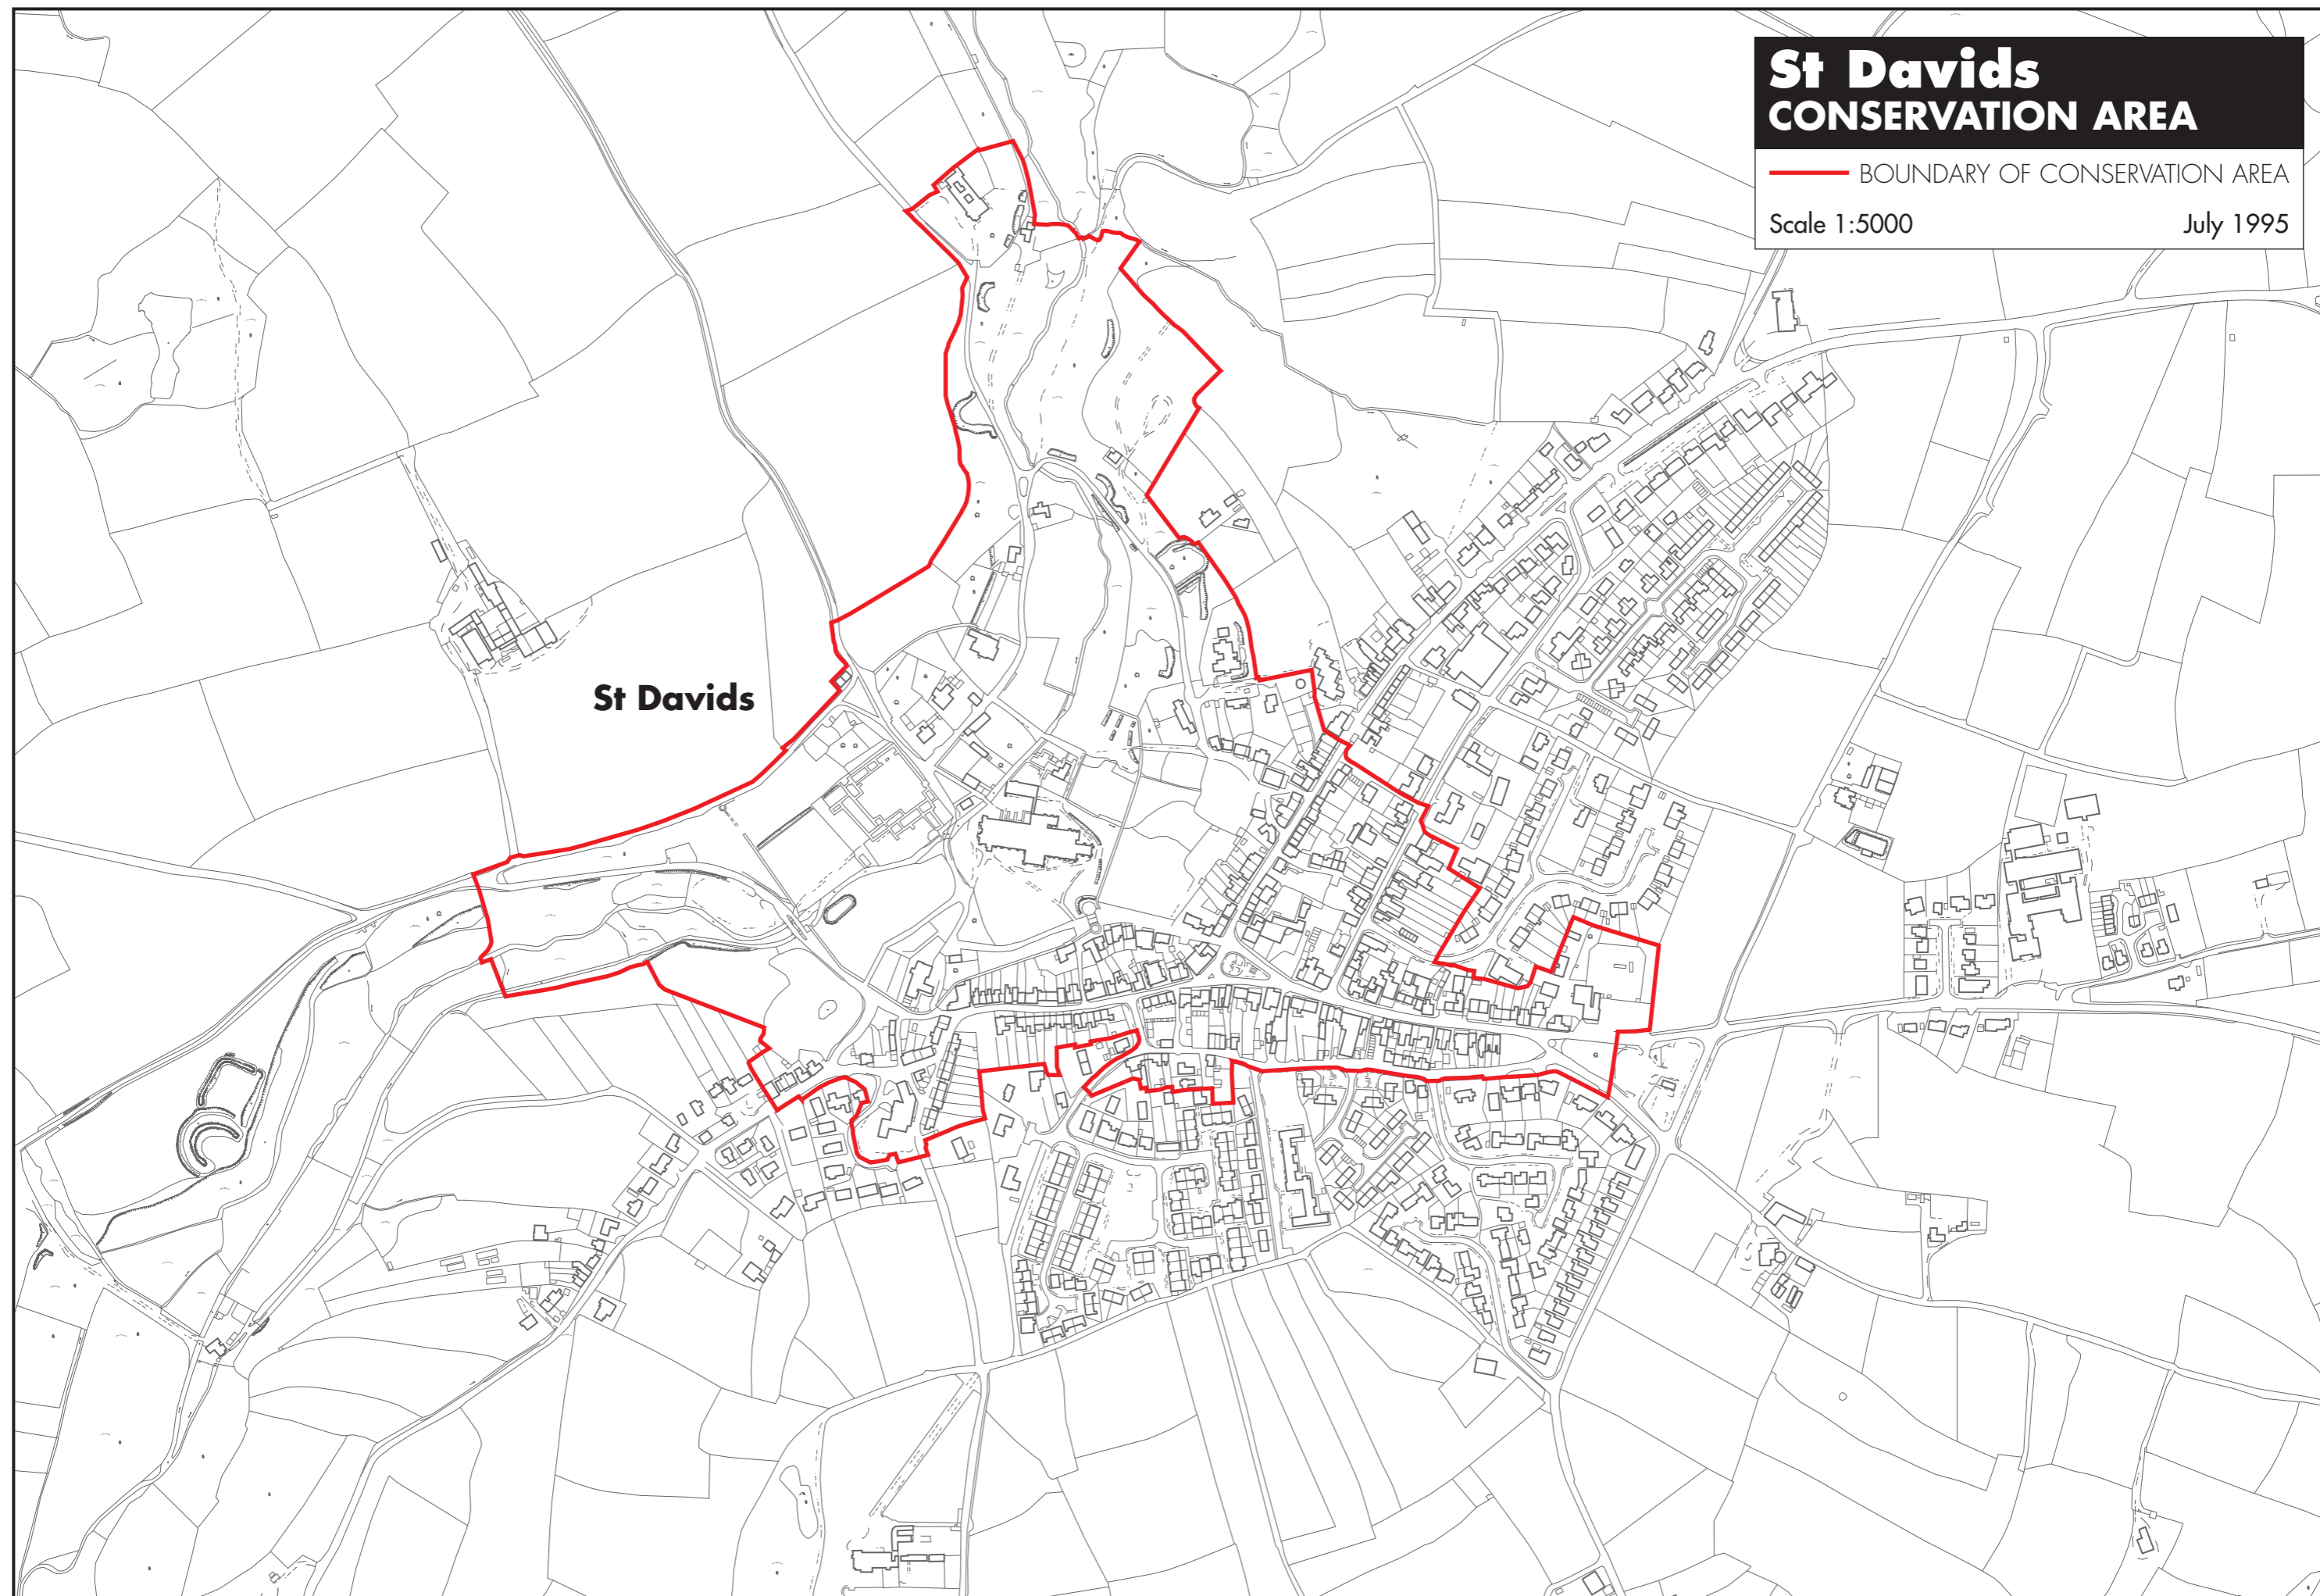 St Davids
CONSERVATION AREA
BOUNDARY OF CONSERVATION AREA
Scale 1:5000 July 1995
St Davids